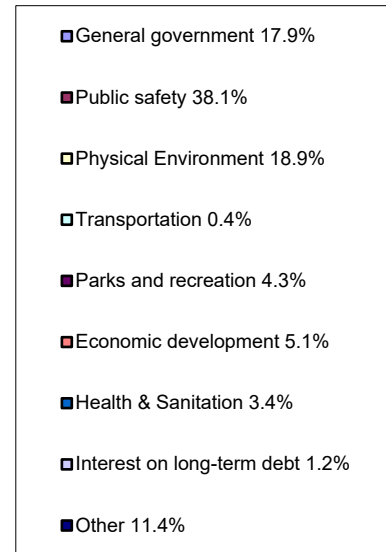 General government 17.9%
Public safety 38.1%
Physical Environment 18.9%
Transportation 0.4%
Parks and recreation 4.3%
Economic development 5.1%
Health & Sanitation 3.4%
Interest on long-term debt 1.2%
Other 11.4%